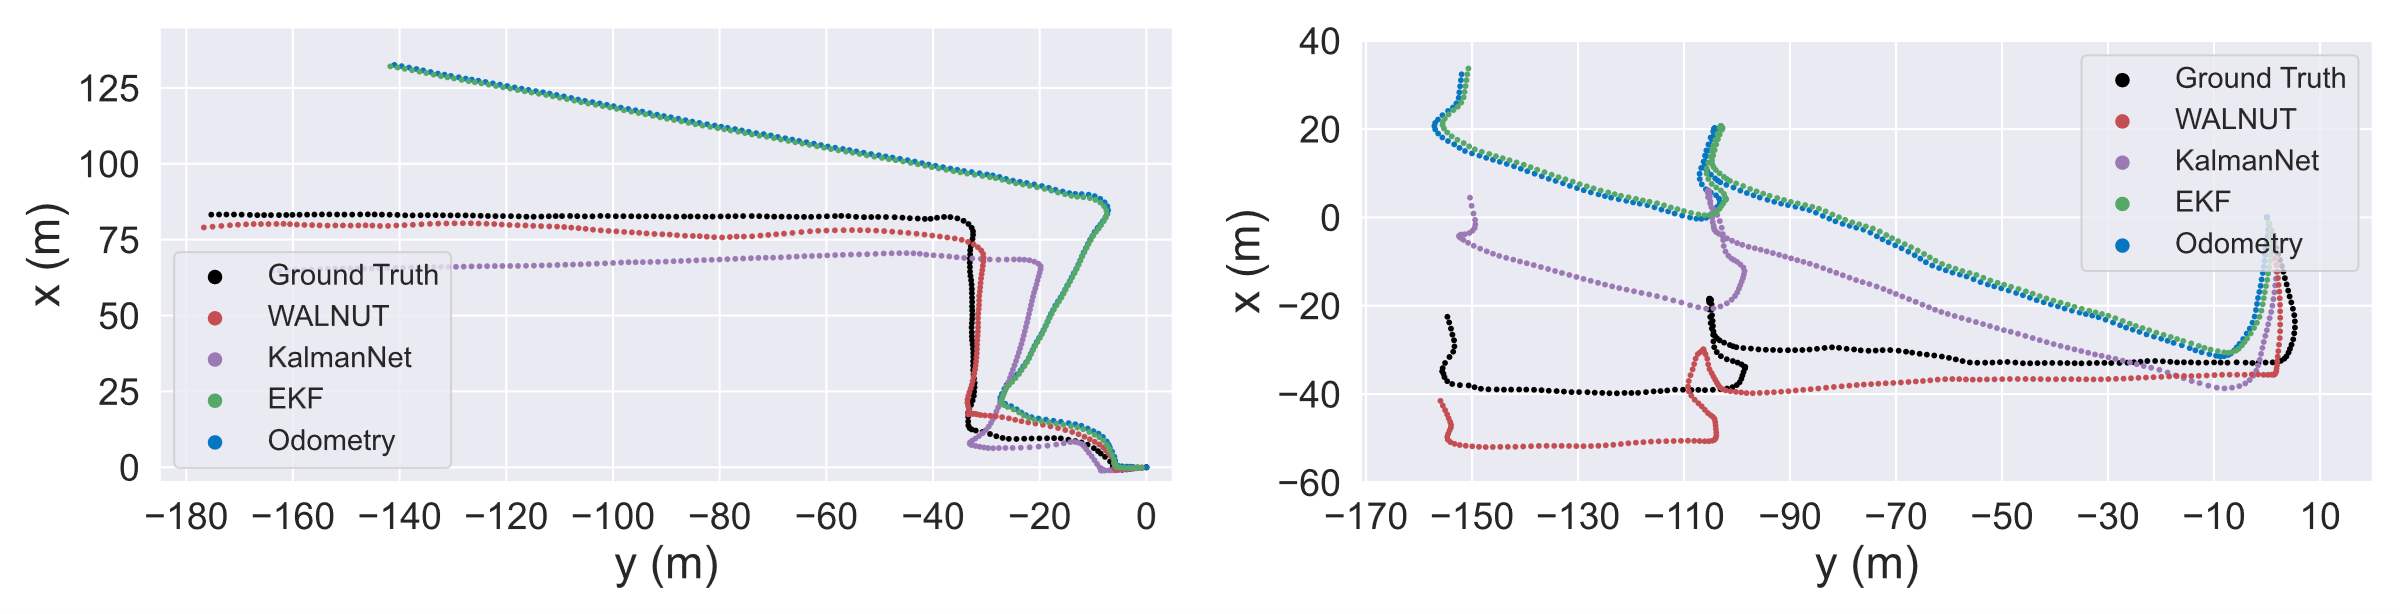 125
100
75
50
25
0
x (m)
Ground Truth
WALNUT
KalmanNet
EKF
Odometry
−180 −160 −140 −120 −100 −80 −60 −40 −20 0
y (m)
40
20
0
−20
−40
−60
x (m)
Ground Truth
WALNUT
KalmanNet
EKF
Odometry
−170 −150 −130 −110 −90 −70 −50 −30 −10 10
y (m)